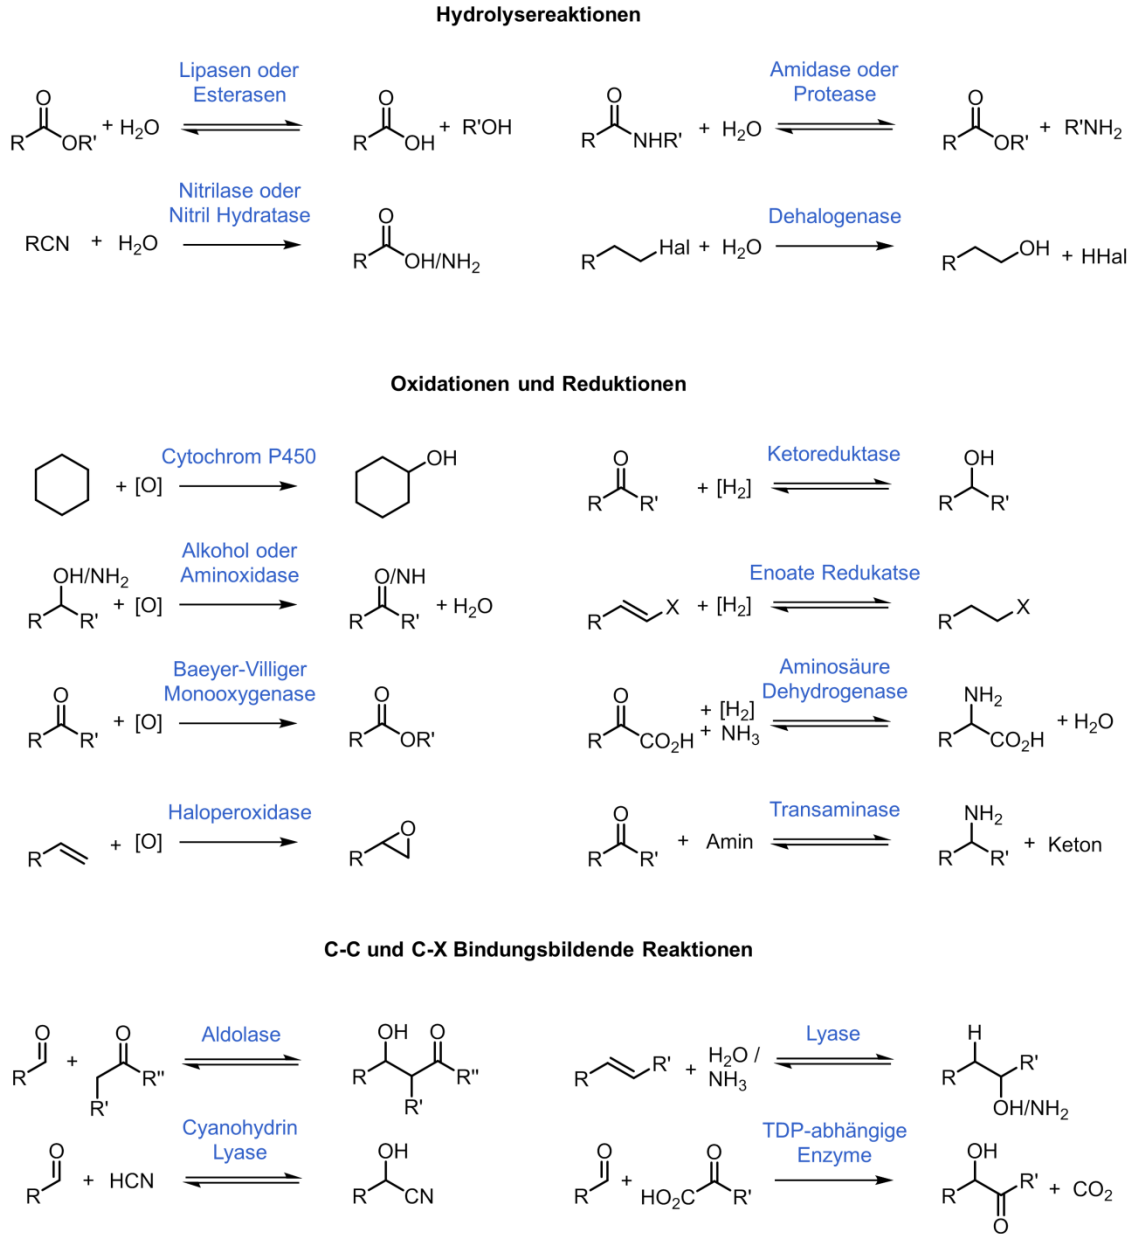 Hydrolysereaktionen
Lipasen oder
Esterasen
O
R
OR'
+ H₂O
O
R
OH
+ R'OH
Amidase oder
Protease
O
R
NHR'
+ H₂O
O
R
OR'
+ R'NH₂
Nitrilase oder
Nitril Hydratase
RCN + H₂O
O
R
OH/NH₂
Dehalogenase
R
Hal + H₂O
R
OH
+ HHal
Oxidationen und Reduktionen
Cytochrom P450
+ [O]
OH
Ketoreduktase
O
R
R'
+ [H₂]
OH
R
R'
Alkohol oder
Aminoxidase
OH/NH₂
R
R'
+ [O]
O/NH
R
R'
+ H₂O
Enoate Redukatse
R
X
+ [H₂]
R
X
Baeyer-Villiger
Monooxygenase
O
R
R'
+ [O]
O
R
OR'
Aminosäure
Dehydrogenase
O
R
CO₂H
+ [H₂]
+ NH₃
NH₂
R
CO₂H
+ H₂O
Haloperoxidase
R
+ [O]
O
R
Transaminase
O
R
R'
+ Amin
NH₂
R
R'
+ Keton
C-C und C-X Bindungsbildende Reaktionen
Aldolase
O
R
+
O
R''
R'
OH
O
R
R''
R'
Lyase
R
R'
+ H₂O /
NH₃
H
R
R'
OH/NH₂
Cyanohydrin
Lyase
O
R
+ HCN
OH
R
CN
TDP-abhängige
Enzyme
O
R
+
O
HO₂C
R'
OH
R
R'
O
+ CO₂